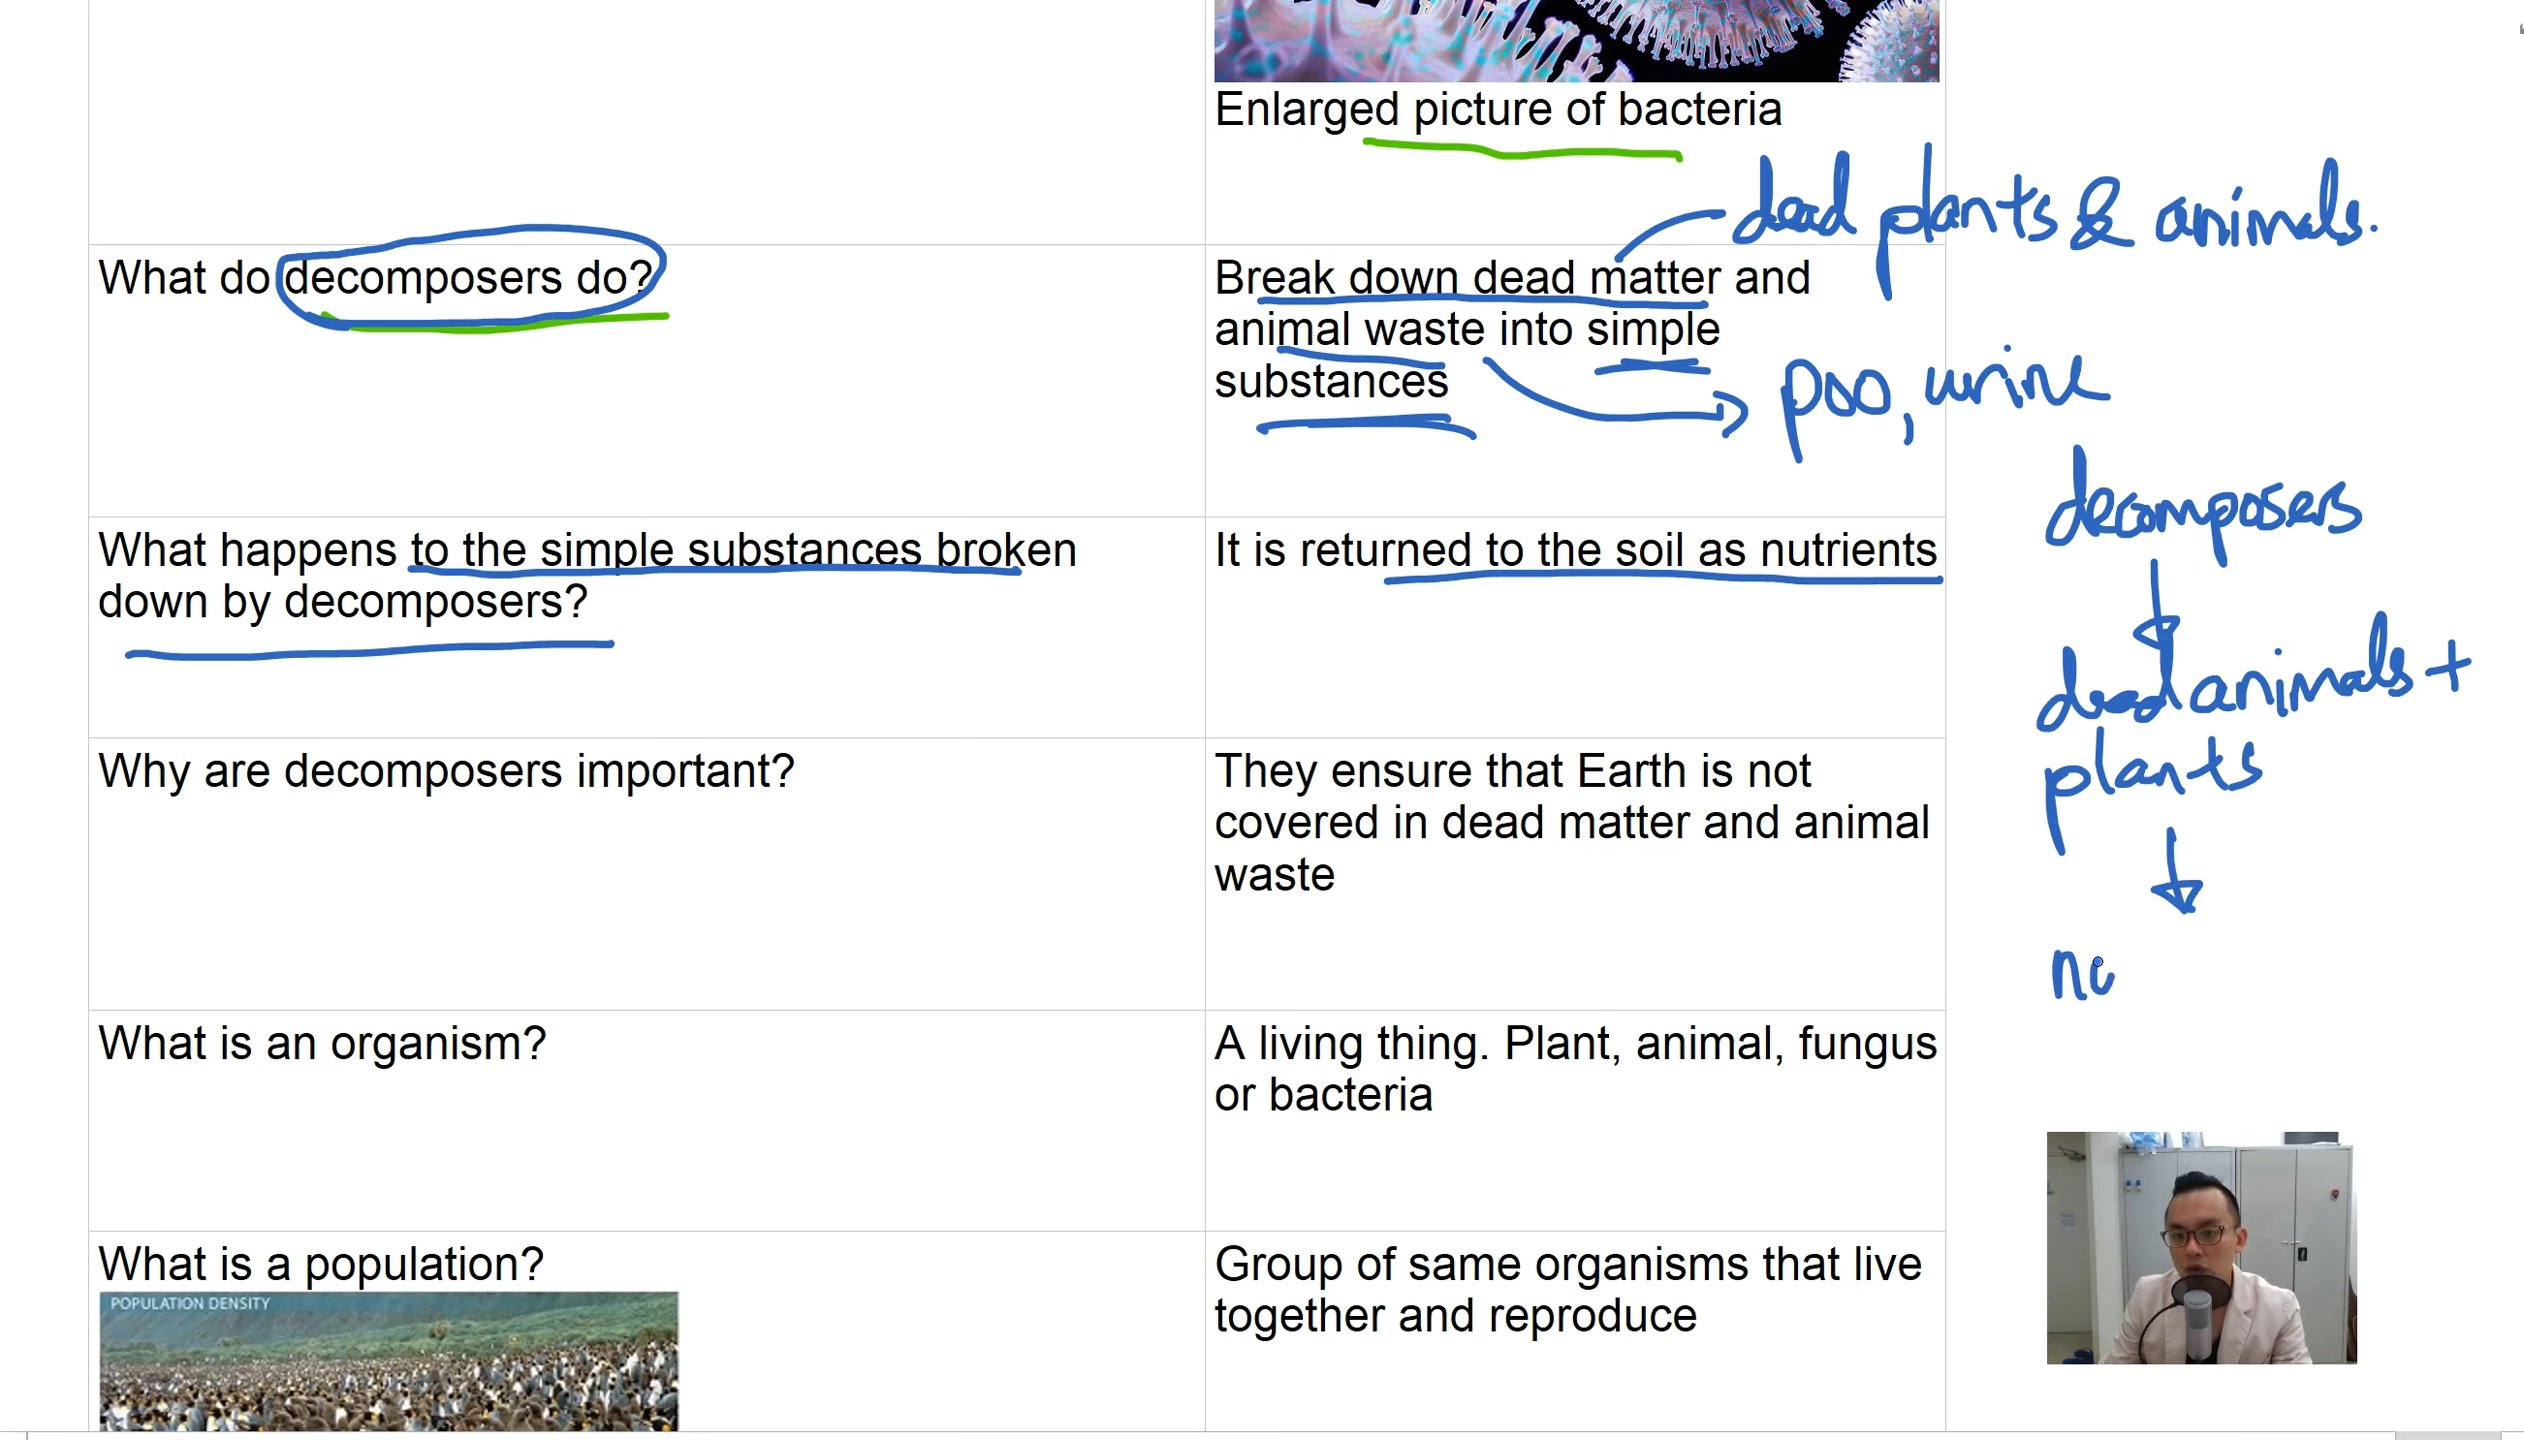 Enlarged picture of bacteria
dead plants & animals.
What do decomposers do?
Break down dead matter and
animal waste into simple
substances
poo, urine
decomposers
What happens to the simple substances broken
down by decomposers?
It is returned to the soil as nutrients
dead animals +
plants
Why are decomposers important?
They ensure that Earth is not
covered in dead matter and animal
waste
nu
What is an organism?
A living thing. Plant, animal, fungus
or bacteria
What is a population?
POPULATION DENSITY
Group of same organisms that live
together and reproduce